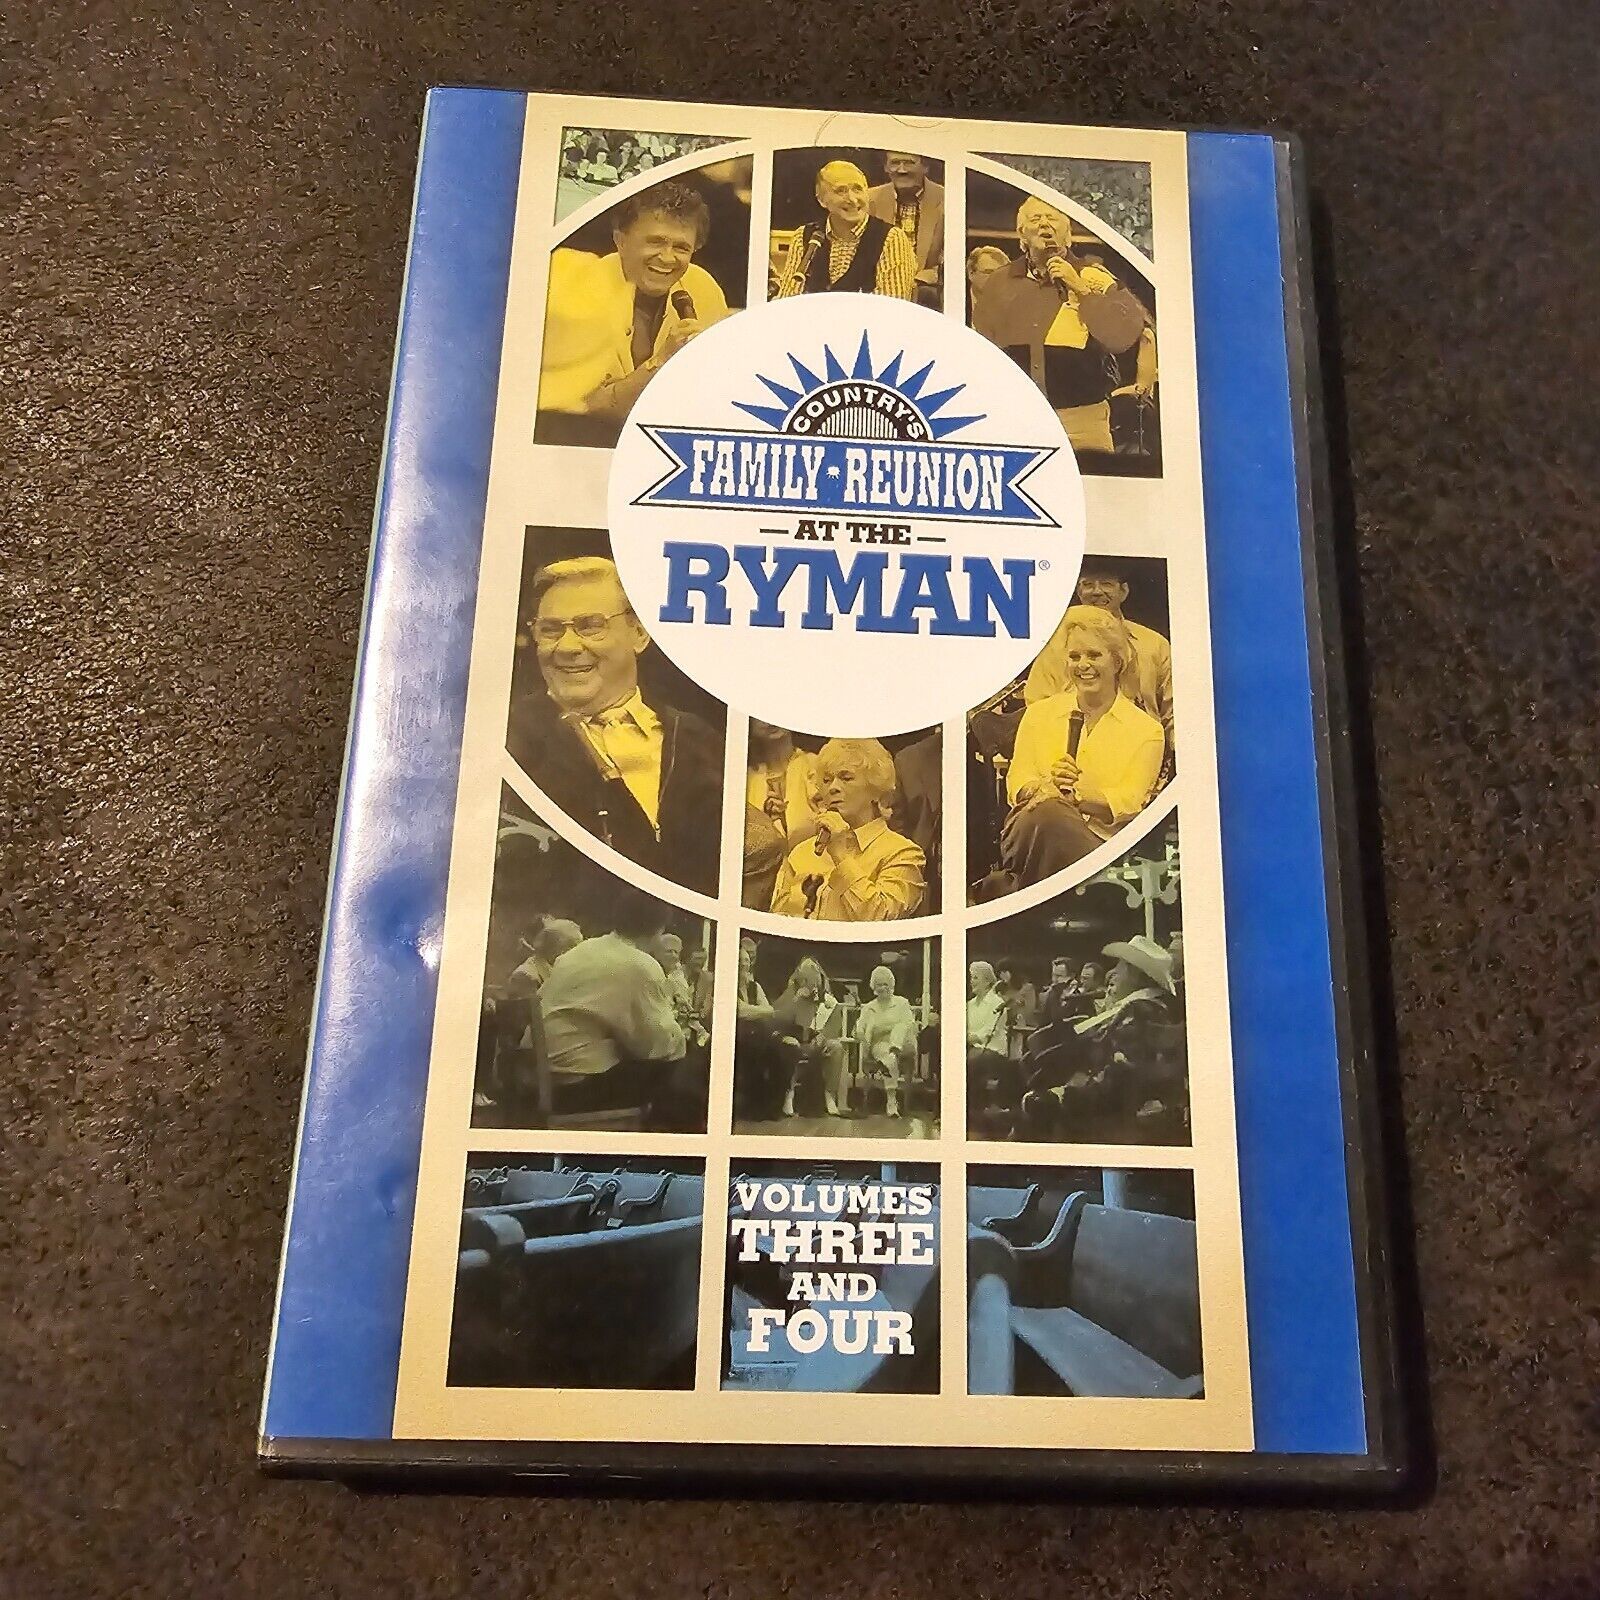 COUNTRY'S
FAMILY REUNION
—AT THE—
RYMAN®
VOLUMES
THREE
AND
FOUR